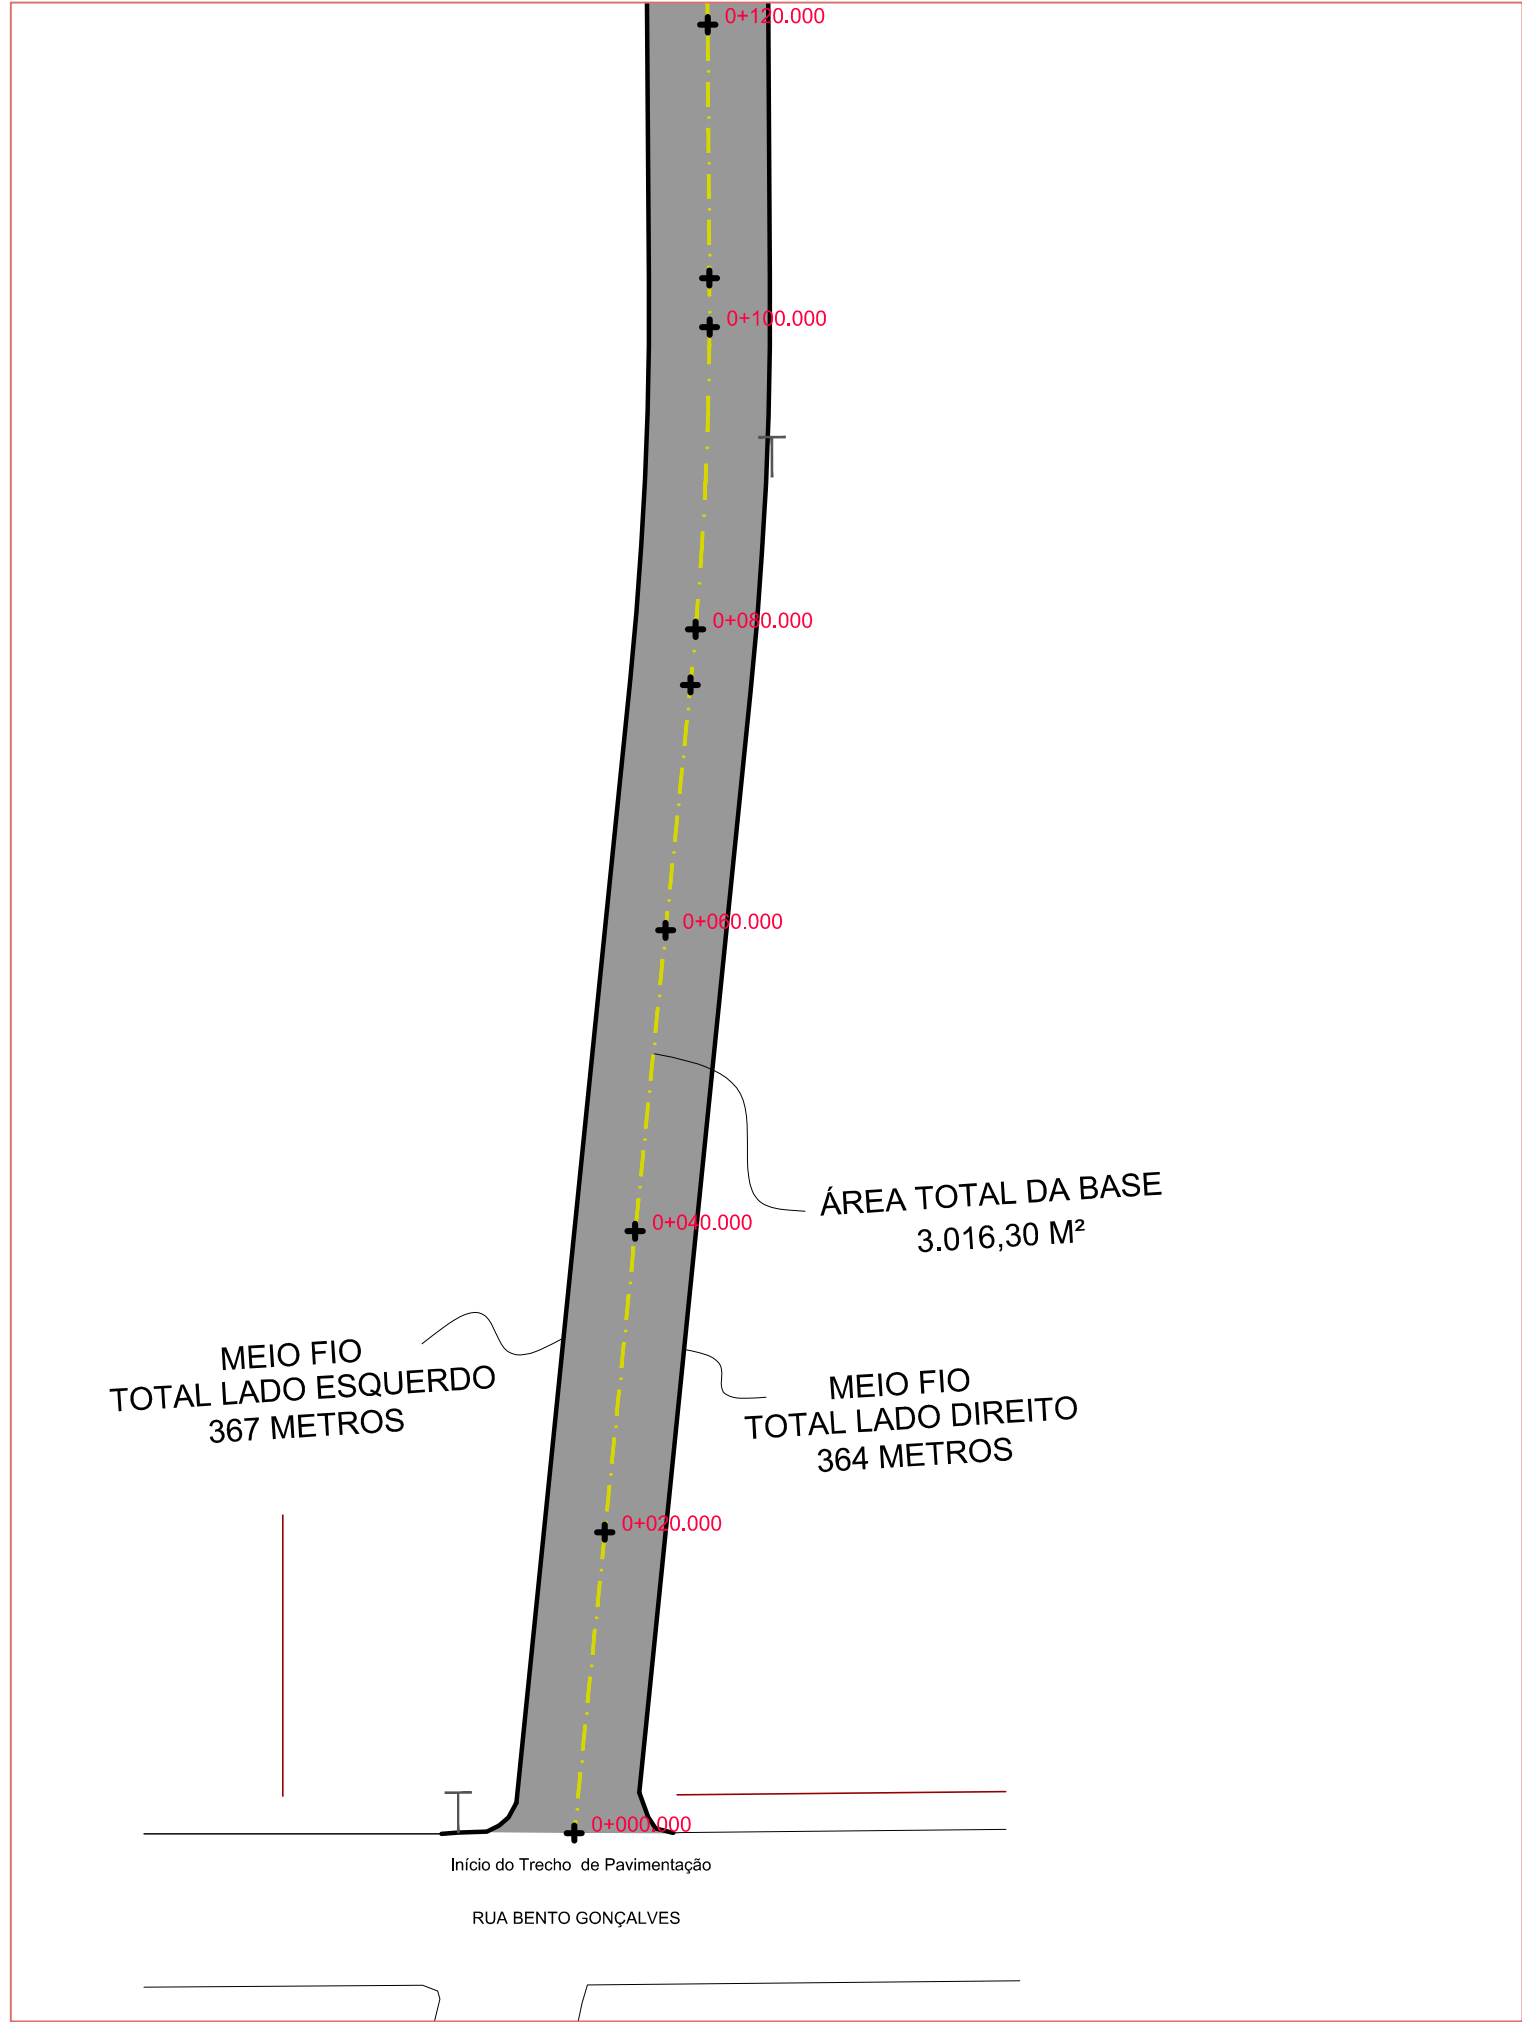 0+120.000
0+100.000
0+080.000
0+060.000
ÁREA TOTAL DA BASE
3.016,30 M²
0+040.000
MEIO FIO
TOTAL LADO ESQUERDO
367 METROS
MEIO FIO
TOTAL LADO DIREITO
364 METROS
0+020.000
0+000.000
Início do Trecho de Pavimentação
RUA BENTO GONÇALVES